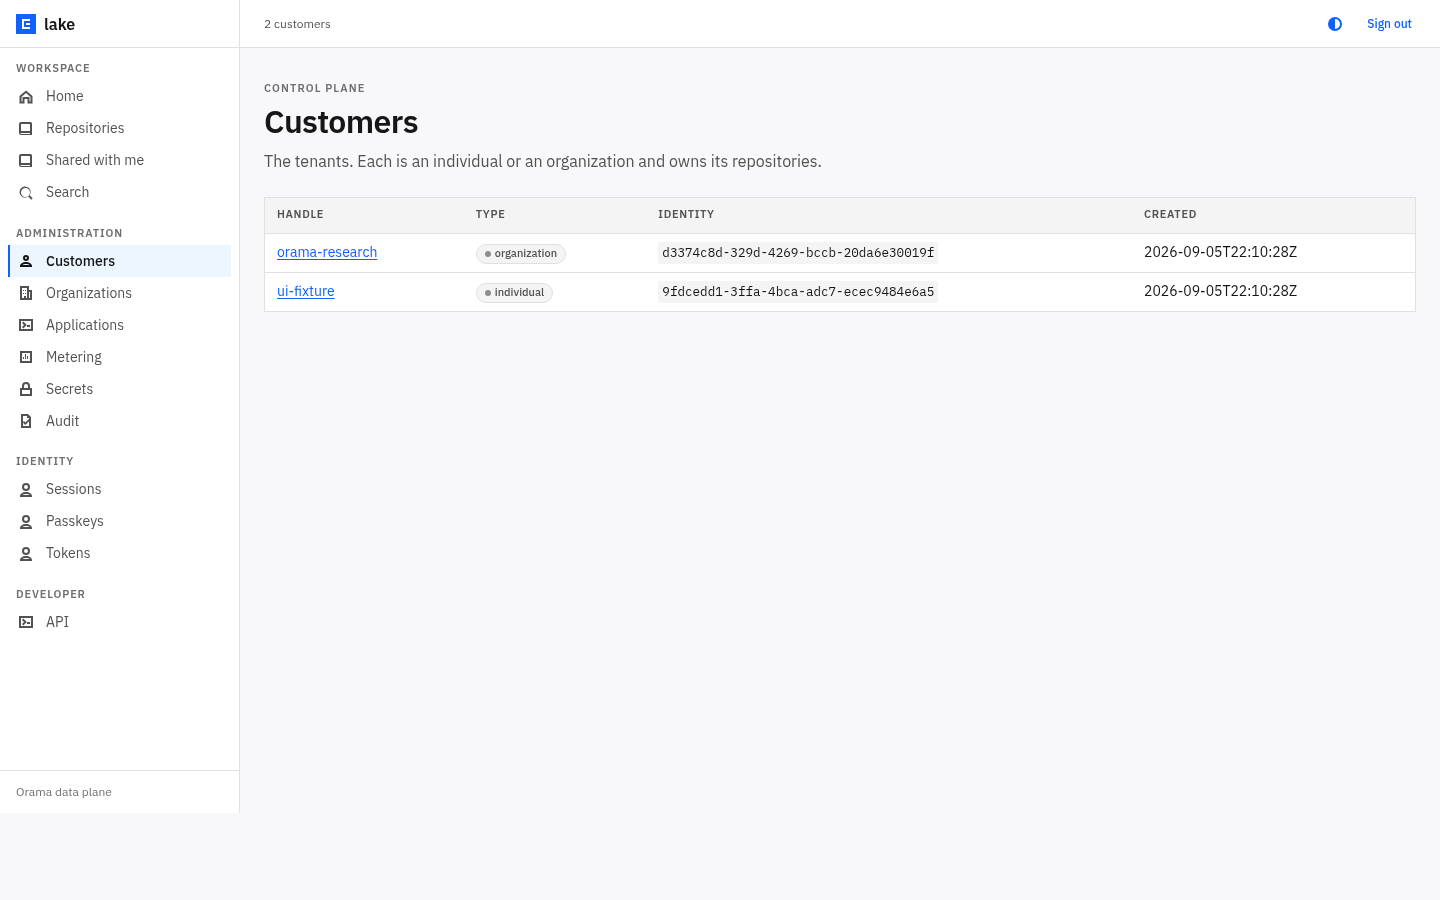 lake
2 customers
Sign out
WORKSPACE
Home
Repositories
Shared with me
Search
ADMINISTRATION
Customers
Organizations
Applications
Metering
Secrets
Audit
IDENTITY
Sessions
Passkeys
Tokens
DEVELOPER
API
Orama data plane
CONTROL PLANE
Customers
The tenants. Each is an individual or an organization and owns its repositories.
HANDLE TYPE IDENTITY CREATED
orama-research organization d3374c8d-329d-4269-bccb-20da6e30019f 2026-09-05T22:10:28Z
ui-fixture individual 9fdcedd1-3ffa-4bca-adc7-ecec9484e6a5 2026-09-05T22:10:28Z